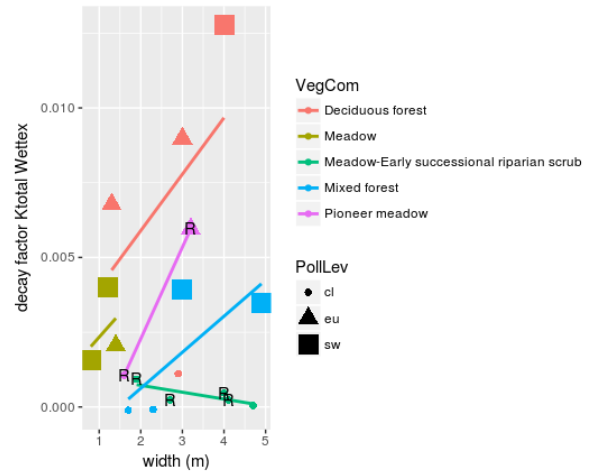 decay factor Ktotal Wettex
0.010
0.005
0.000
R
R R R R R
1 2 3 4 5
width (m)
VegCom
Deciduous forest
Meadow
Meadow-Early successional riparian scrub
Mixed forest
Pioneer meadow
PollLev
cl
eu
sw